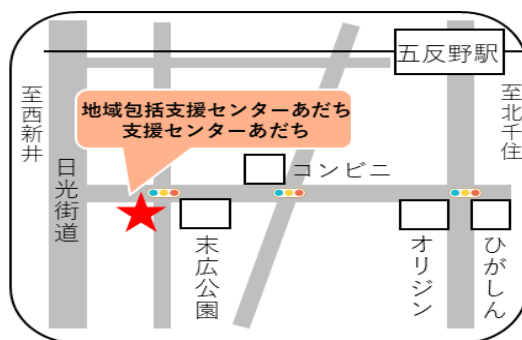 五反野駅
至西新井
至北千住
地域包括支援センターあだち
支援センターあだち
日光街道
コンビニ
末広公園
オリジン
ひがしん